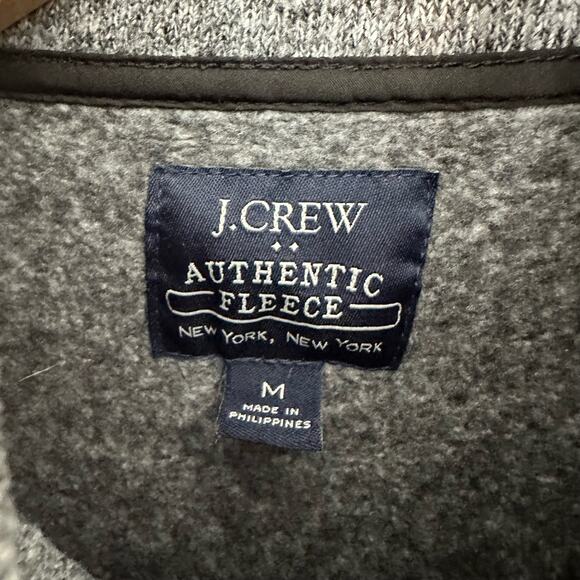 J.CREW
AUTHENTIC
FLEECE
NEW YORK, NEW YORK
M
MADE IN
PHILIPPINES